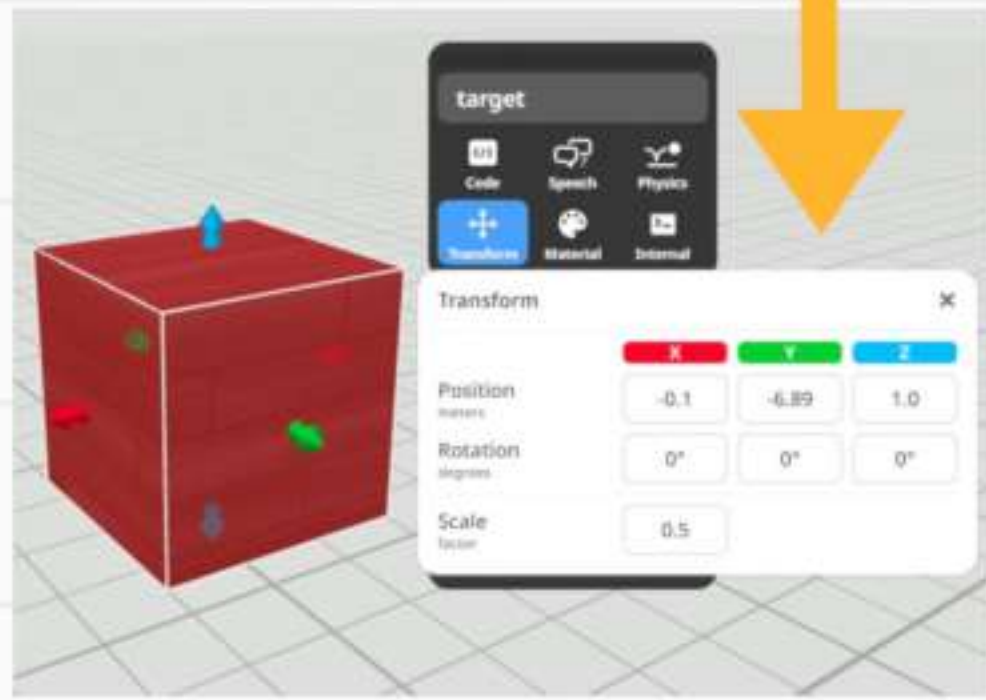 target
Code Speech Physics
Transform Material Internal
Transform ×
X Y Z
Position -0.1 -6.89 1.0
meters
Rotation 0° 0° 0°
degrees
Scale 0.5
factor